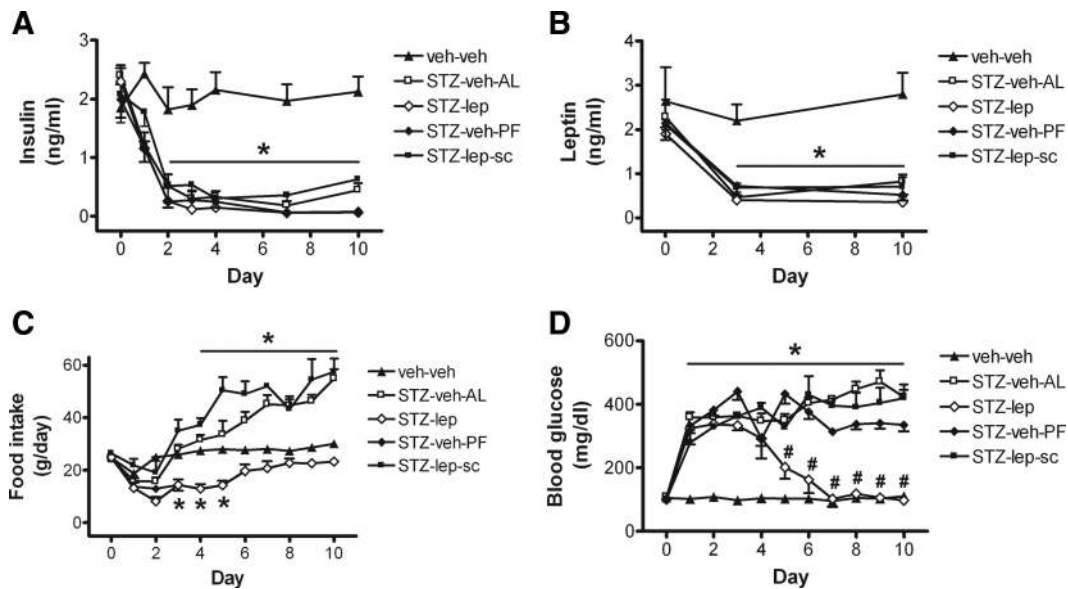 A
Insulin
(ng/ml)
3
2
1
0
*
0 2 4 6 8 10
Day
veh-veh
STZ-veh-AL
STZ-lep
STZ-veh-PF
STZ-lep-sc
B
Leptin
(ng/ml)
4
3
2
1
0
*
0 2 4 6 8 10
Day
veh-veh
STZ-veh-AL
STZ-lep
STZ-veh-PF
STZ-lep-sc
C
Food intake
(g/day)
60
40
20
0
*
* * *
0 2 4 6 8 10
Day
veh-veh
STZ-veh-AL
STZ-lep
STZ-veh-PF
STZ-lep-sc
D
Blood glucose
(mg/dl)
600
400
200
0
*
# # # # # #
0 2 4 6 8 10
Day
veh-veh
STZ-veh-AL
STZ-lep
STZ-veh-PF
STZ-lep-sc